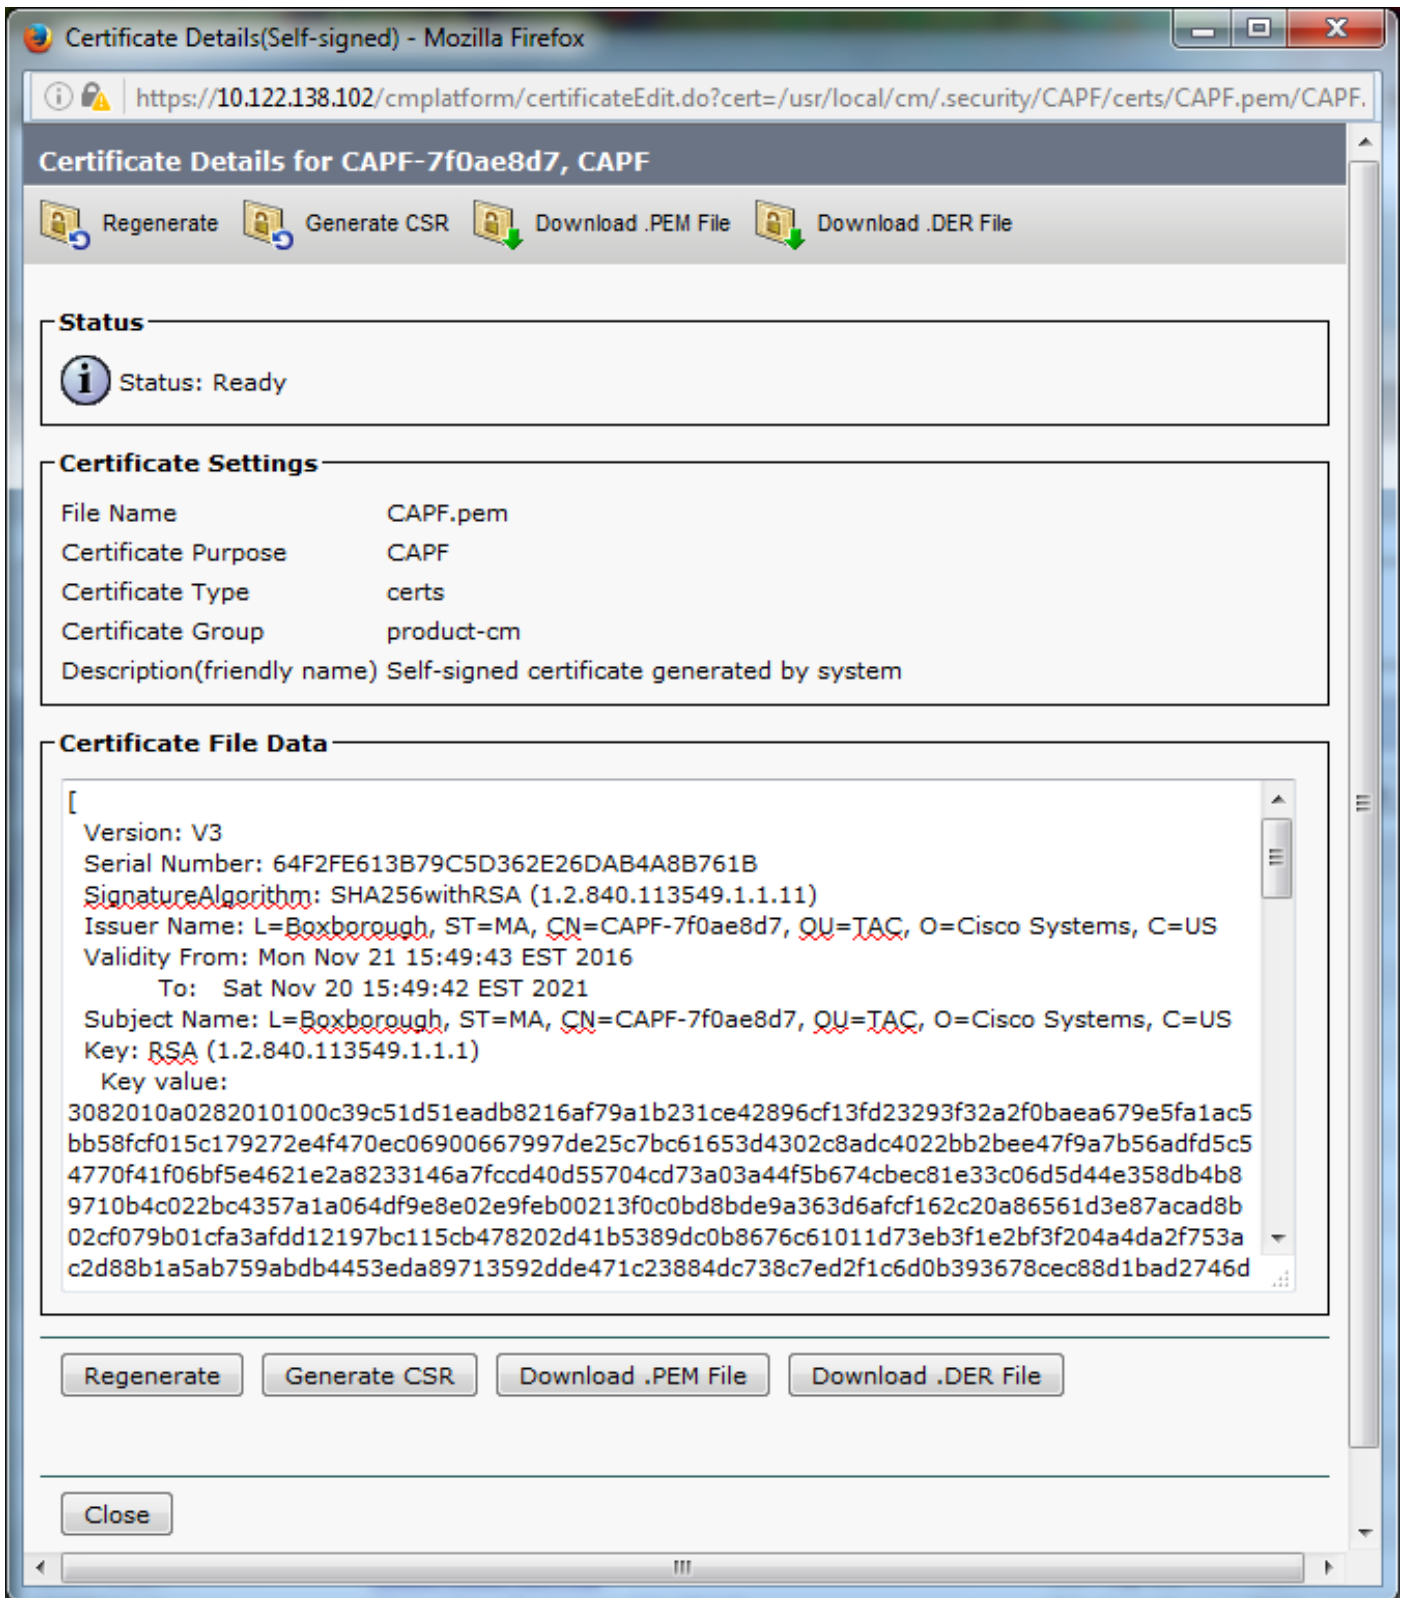 Certificate Details(Self-signed) - Mozilla Firefox
https://10.122.138.102/cmplatform/certificateEdit.do?cert=/usr/local/cm/.security/CAPF/certs/CAPF.pem/CAPF.
Certificate Details for CAPF-7f0ae8d7, CAPF
Regenerate Generate CSR Download .PEM File Download .DER File
Status
Status: Ready
Certificate Settings
File Name CAPF.pem
Certificate Purpose CAPF
Certificate Type certs
Certificate Group product-cm
Description(friendly name) Self-signed certificate generated by system
Certificate File Data
[
Version: V3
Serial Number: 64F2FE613B79C5D362E26DAB4A8B761B
SignatureAlgorithm: SHA256withRSA (1.2.840.113549.1.1.11)
Issuer Name: L=Boxborough, ST=MA, CN=CAPF-7f0ae8d7, OU=TAC, O=Cisco Systems, C=US
Validity From: Mon Nov 21 15:49:43 EST 2016
To: Sat Nov 20 15:49:42 EST 2021
Subject Name: L=Boxborough, ST=MA, CN=CAPF-7f0ae8d7, OU=TAC, O=Cisco Systems, C=US
Key: RSA (1.2.840.113549.1.1.1)
Key value:
3082010a0282010100c39c51d51eadb8216af79a1b231ce42896cf13fd23293f32a2f0baea679e5fa1ac5
bb58fcf015c179272e4f470ec06900667997de25c7bc61653d4302c8adc4022bb2bee47f9a7b56adfd5c5
4770f41f06bf5e4621e2a8233146a7fccd40d55704cd73a03a44f5b674cbec81e33c06d5d44e358db4b8
9710b4c022bc4357a1a064df9e8e02e9feb00213f0c0bd8bde9a363d6afcf162c20a86561d3e87acad8b
02cf079b01cfa3afdd12197bc115cb478202d41b5389dc0b8676c61011d73eb3f1e2bf3f204a4da2f753a
c2d88b1a5ab759abdb4453eda89713592dde471c23884dc738c7ed2f1c6d0b393678cec88d1bad2746d
Regenerate Generate CSR Download .PEM File Download .DER File
Close